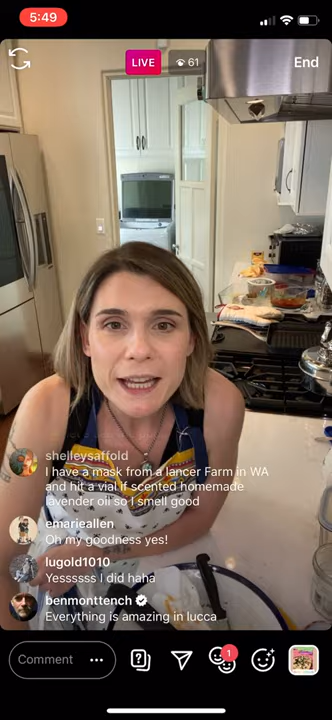 5:49
LIVE
61
End
shelleysaffold
I have a mask from a lancer Farm in WA
and hit a vial if scented homemade
lavender oil so I smell good
emarieallen
Oh my goodness yes!
lugold1010
Yessssss I did haha
benmonttench
Everything is amazing in lucca
Comment
1